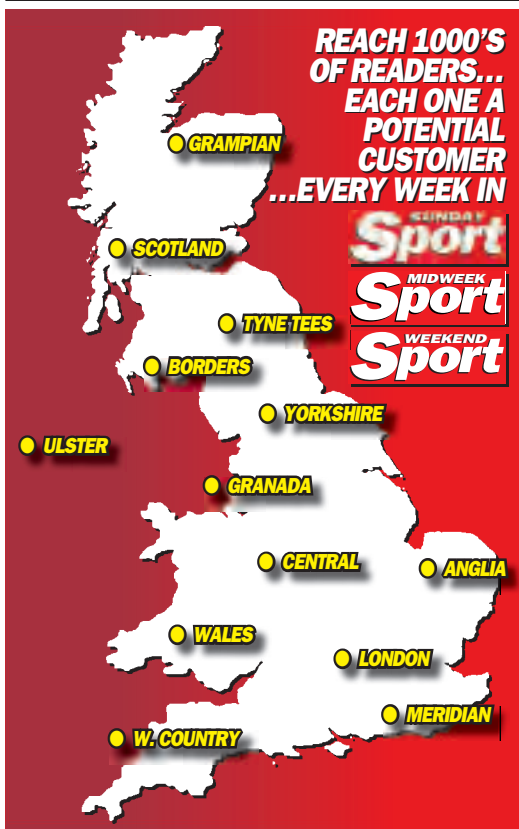 REACH 1000'S
OF READERS...
EACH ONE A
POTENTIAL
CUSTOMER
...EVERY WEEK IN
SUNDAY
Sport
MIDWEEK
Sport
WEEKEND
Sport
GRAMPIAN
SCOTLAND
TYNE TEES
BORDERS
YORKSHIRE
ULSTER
GRANADA
CENTRAL
ANGLIA
WALES
LONDON
MERIDIAN
W. COUNTRY